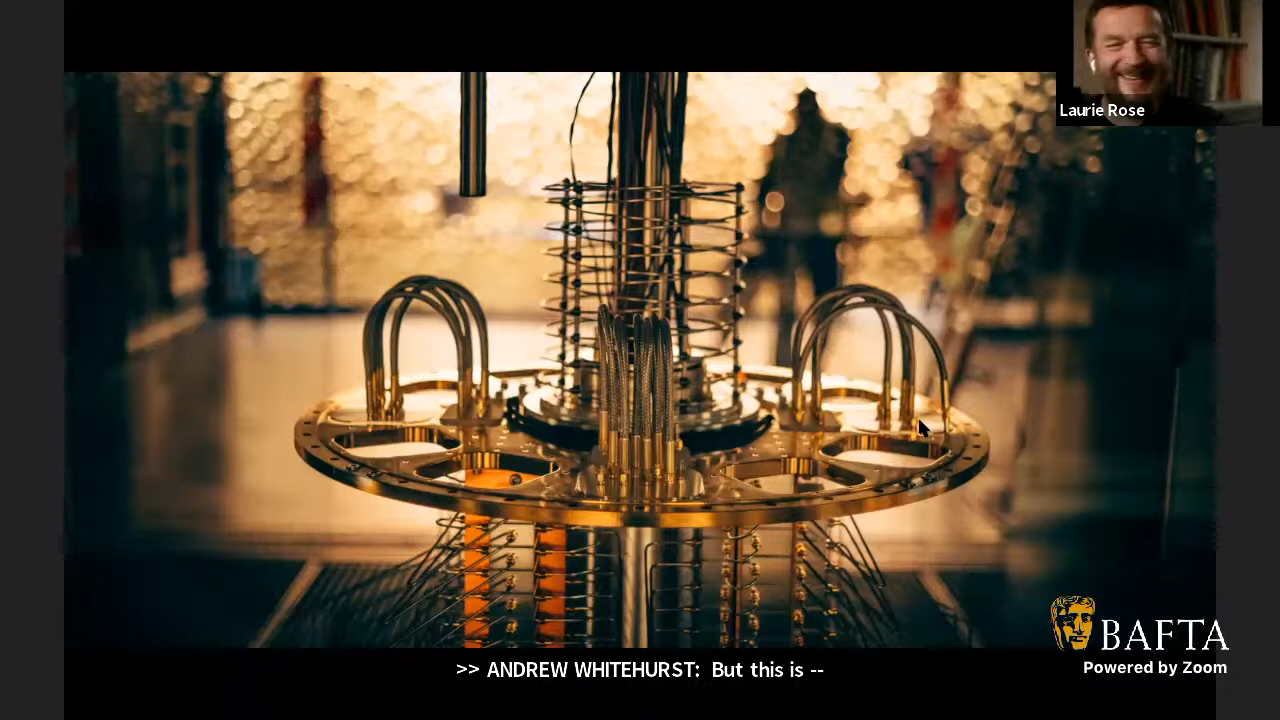 Laurie Rose
BAFTA
Powered by Zoom
>> ANDREW WHITEHURST:  But this is --